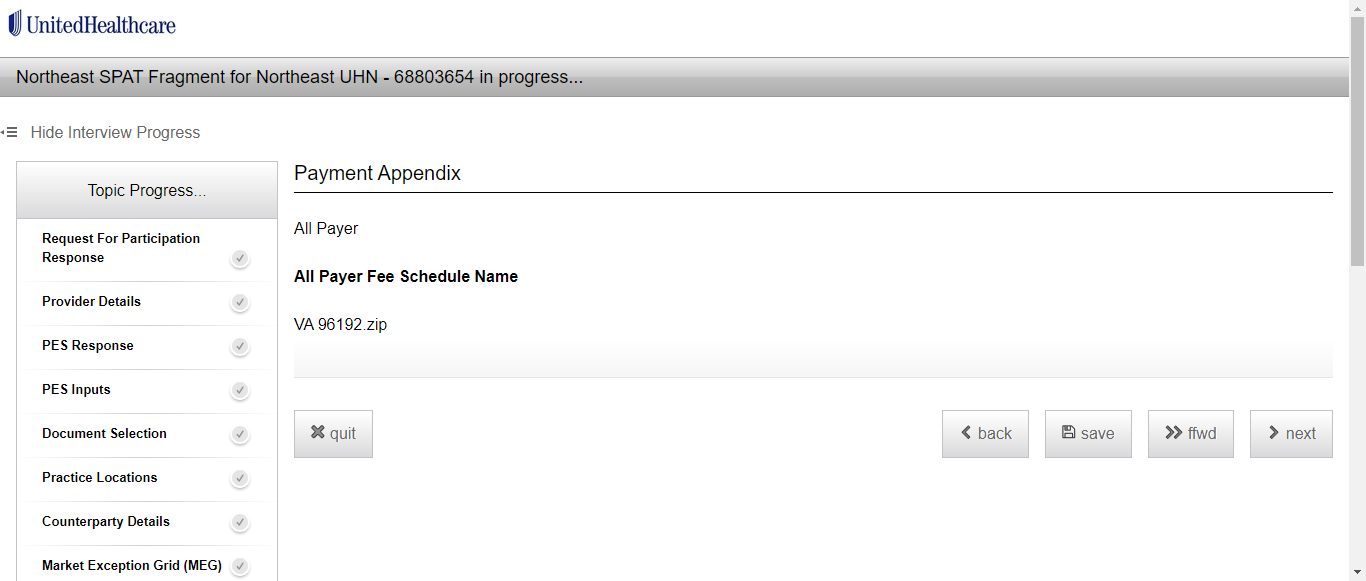 UnitedHealthcare
Northeast SPAT Fragment for Northeast UHN - 68803654 in progress...
Hide Interview Progress
Topic Progress...
Request For Participation
Response
Provider Details
PES Response
PES Inputs
Document Selection
Practice Locations
Counterparty Details
Market Exception Grid (MEG)
Payment Appendix
All Payer
All Payer Fee Schedule Name
VA 96192.zip
quit
back
save
ffwd
next